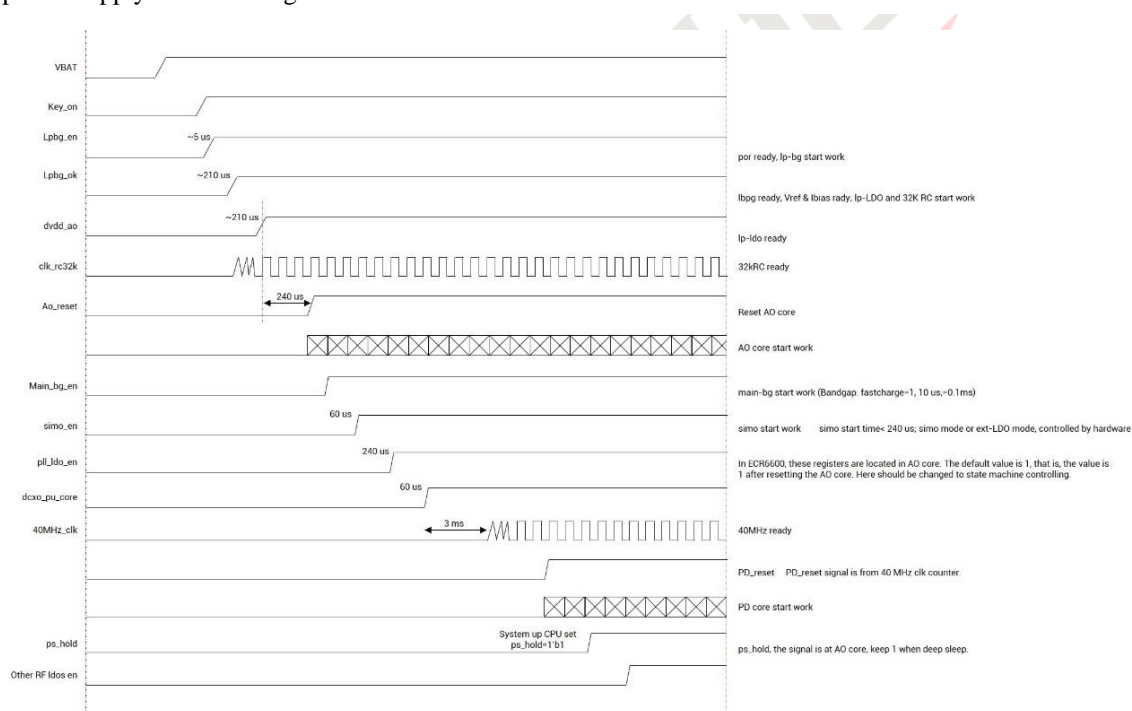 VBAT
Key_on
Lpbg_en
~5 us
por ready, lp-bg start work
Lpbg_ok
~210 us
lbpg ready, Vref & Ibias rady, lp-LDO and 32K RC start work
dvdd_ao
~210 us
lp-ldo ready
clk_rc32k
32kRC ready
Ao_reset
240 us
Reset AO core
AO core start work
Main_bg_en
main-bg start work (Bandgap. fastcharge=1, 10 us;=0.1ms)
simo_en
60 us
simo start work simo start time< 240 us; simo mode or ext-LDO mode, controlled by hardware
pll_ldo_en
240 us
In ECR6600, these registers are located in AO core. The default value is 1, that is, the value is
1 after resetting the AO core. Here should be changed to state machine controlling.
dcxo_pu_core
60 us
40MHz_clk
3 ms
40MHz ready
PD_reset PD_reset signal is from 40 MHz clk counter
PD core start work
ps_hold
System up CPU set
ps_hold=1'b1
ps_hold, the signal is at AO core, keep 1 when deep sleep.
Other RF ldos en